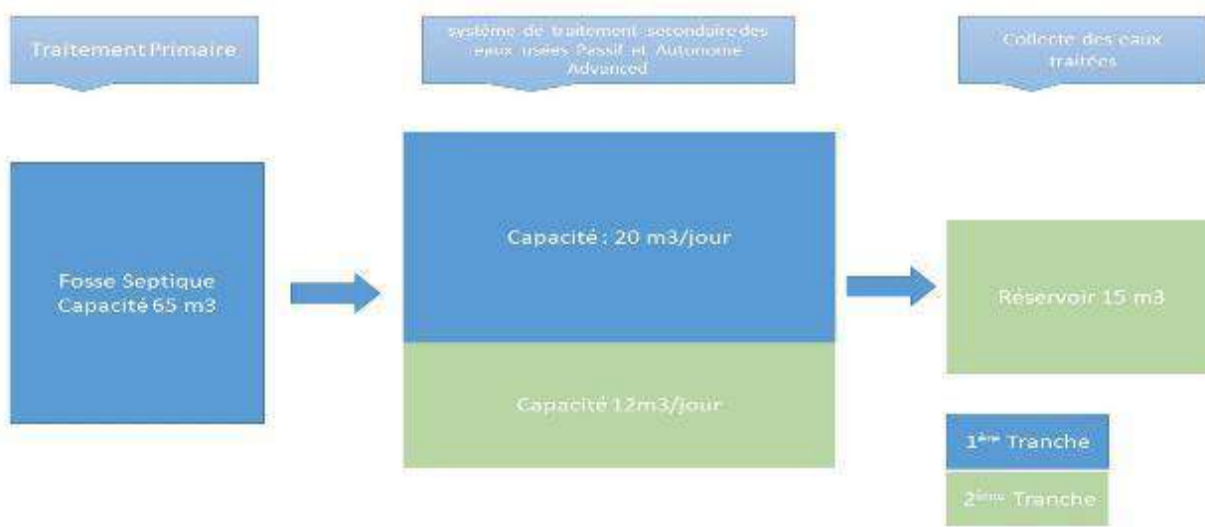 Traitement Primaire
système de traitement secondaire des
eaux usées Passif et Autonome
Advanced
Collecte des eaux
traitées
Fosse Septique
Capacité 65 m3
Capacité : 20 m3/jour
Capacité 12m3/jour
Réservoir 15 m3
1ère Tranche
2ème Tranche